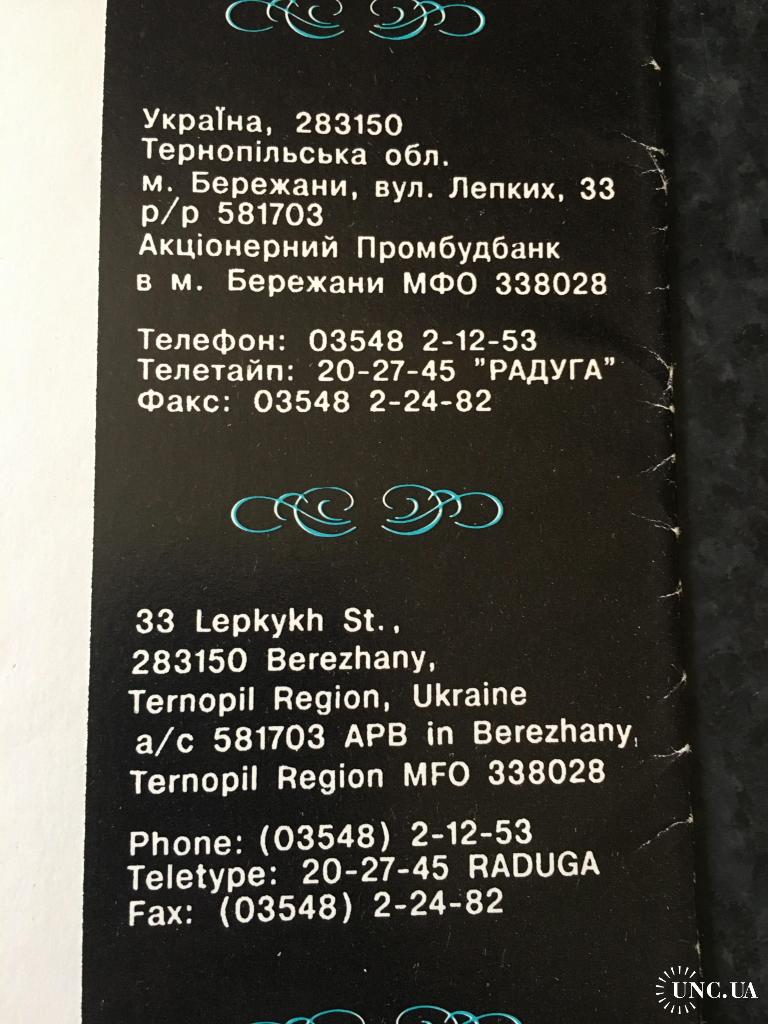 Україна, 283150
Тернопільська обл.
м. Бережани, вул. Лепких, 33
р/р 581703
Акціонерний Промбудбанк
в м. Бережани МФО 338028
Телефон: 03548 2-12-53
Телетайп: 20-27-45 "РАДУГА"
Факс: 03548 2-24-82
33 Lepkykh St.,
283150 Berezhany,
Ternopil Region, Ukraine
a/c 581703 APB in Berezhany,
Ternopil Region MFO 338028
Phone: (03548) 2-12-53
Teletype: 20-27-45 RADUGA
Fax: (03548) 2-24-82
UNC.UA